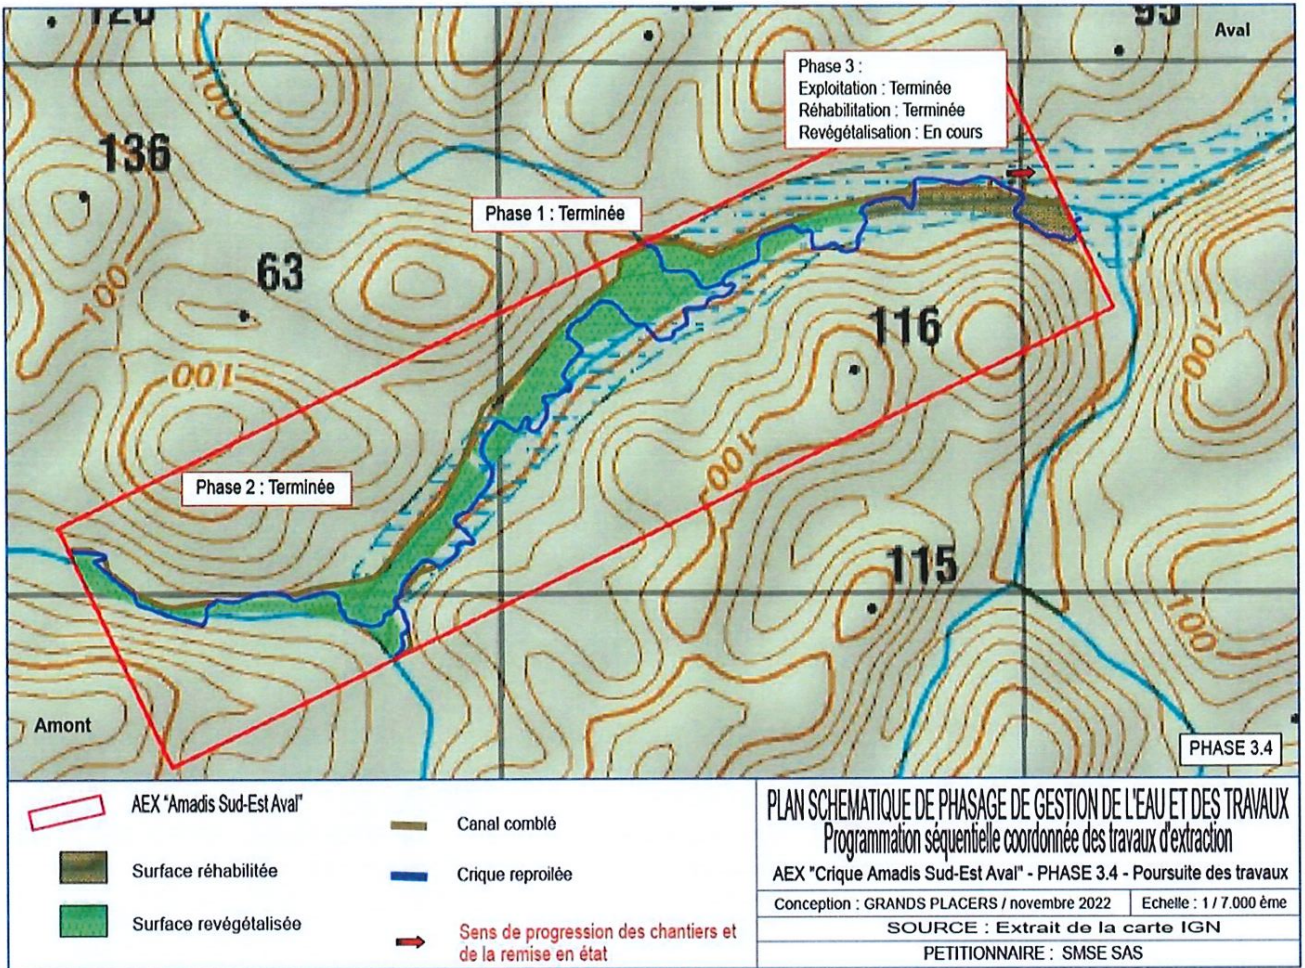 95
Aval
100
136
Phase 3 :
Exploitation : Terminée
Réhabilitation : Terminée
Revégétalisation : En cours
Phase 1 : Terminée
63
100
116
100
100
100
Phase 2 : Terminée
115
100
Amont
PHASE 3.4
AEX "Amadis Sud-Est Aval"
Surface réhabilitée
Surface revégétalisée
Canal comblé
Crique reproilée
Sens de progression des chantiers et
de la remise en état
PLAN SCHEMATIQUE DE PHASAGE DE GESTION DE L'EAU ET DES TRAVAUX
Programmation séquentielle coordonnée des travaux d'extraction
AEX "Crique Amadis Sud-Est Aval" - PHASE 3.4 - Poursuite des travaux
Conception : GRANDS PLACERS / novembre 2022
Echelle : 1 / 7.000 ème
SOURCE : Extrait de la carte IGN
PETITIONNAIRE : SMSE SAS